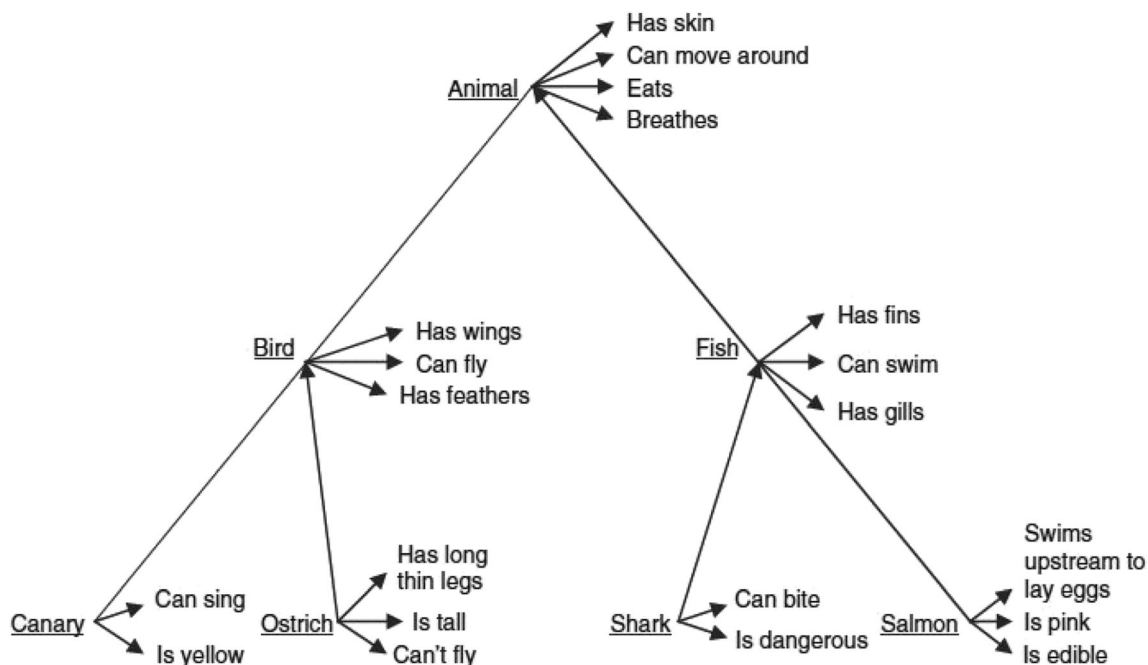 Has skin
Can move around
Animal
Eats
Breathes
Has wings
Bird
Can fly
Has feathers
Has fins
Fish
Can swim
Has gills
Can sing
Canary
Is yellow
Has long
thin legs
Ostrich
Is tall
Can't fly
Can bite
Shark
Is dangerous
Swims
upstream to
lay eggs
Salmon
Is pink
Is edible